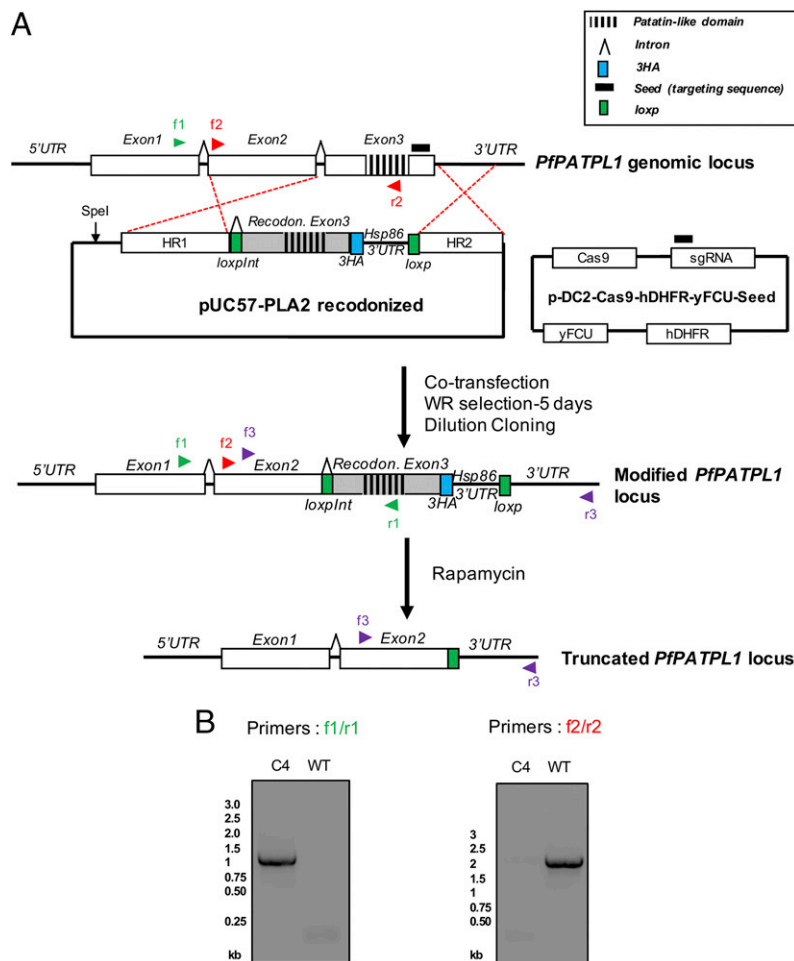 A
Patatin-like domain
Intron
3HA
Seed (targeting sequence)
loxp
f1
f2
5'UTR
Exon1
Exon2
Exon3
3'UTR
PfPATPL1 genomic locus
r2
SpeI
HR1
Recodon. Exon3
Hsp86
3'UTR
HR2
loxpInt
3HA
loxp
pUC57-PLA2 recodonized
Cas9
sgRNA
p-DC2-Cas9-hDHFR-yFCU-Seed
yFCU
hDHFR
Co-transfection
WR selection-5 days
Dilution Cloning
f1
f2
f3
5'UTR
Exon1
Exon2
Recodon. Exon3
Hsp86
3'UTR
3'UTR
Modified PfPATPL1
locus
loxpInt
3HA
loxp
r1
r3
Rapamycin
f3
5'UTR
Exon1
Exon2
3'UTR
Truncated PfPATPL1 locus
r3
B
Primers : f1/r1
C4 WT
3.0
2.5
2.0
1.5
1
0.75
0.50
0.25
kb
Primers : f2/r2
C4 WT
3
2.5
2
1.5
1
0.75
0.50
kb